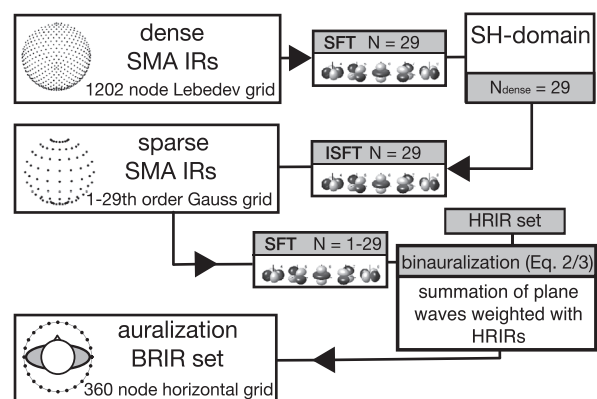 dense
SMA IRs
1202 node Lebedev grid
SFT N = 29
SH-domain
Ndense = 29
sparse
SMA IRs
1-29th order Gauss grid
ISFT N = 29
SFT N = 1-29
HRIR set
binauralization (Eq. 2/3)
summation of plane
waves weighted with
HRIRs
auralization
BRIR set
360 node horizontal grid